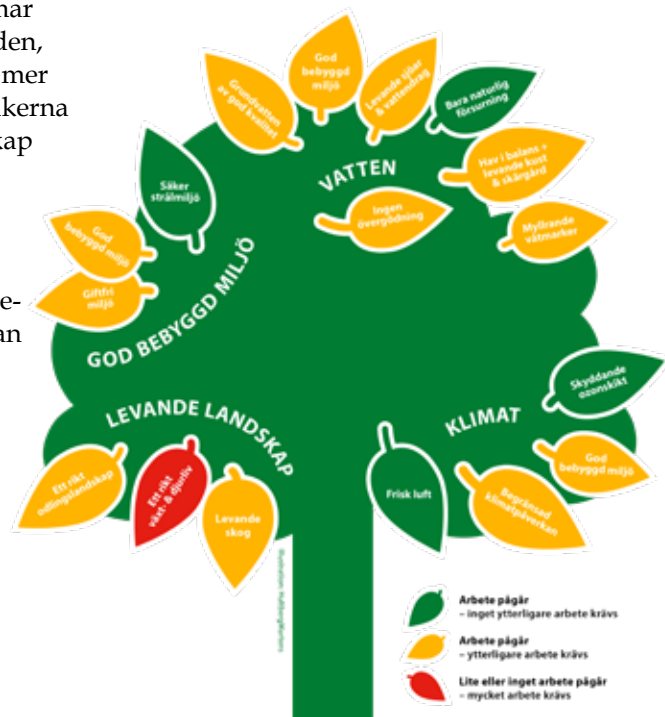 nar
den,
mer
kerna
kap
e-
an
Grundvatten
av god kvalitet
God
bebyggd
miljö
Levande sjöar
& vattendrag
Bara naturlig
försurning
Hav i balans +
levande kust
& skärgård
Myllrande
våtmarker
VATTEN
Ingen
övergödning
Säker
strålmiljö
God
bebyggd miljö
Giftfri
miljö
GOD BEBYGGD MILJÖ
LEVANDE LANDSKAP
Ett rikt
odlingslandskap
Ett rikt
växt- & djurliv
Levande
skog
KLIMAT
Skyddande
ozonskikt
God
bebyggd miljö
Begränsad
klimatpåverkan
Frisk luft
Arbete pågår
– inget ytterligare arbete krävs
Arbete pågår
– ytterligare arbete krävs
Lite eller inget arbete pågår
– mycket arbete krävs